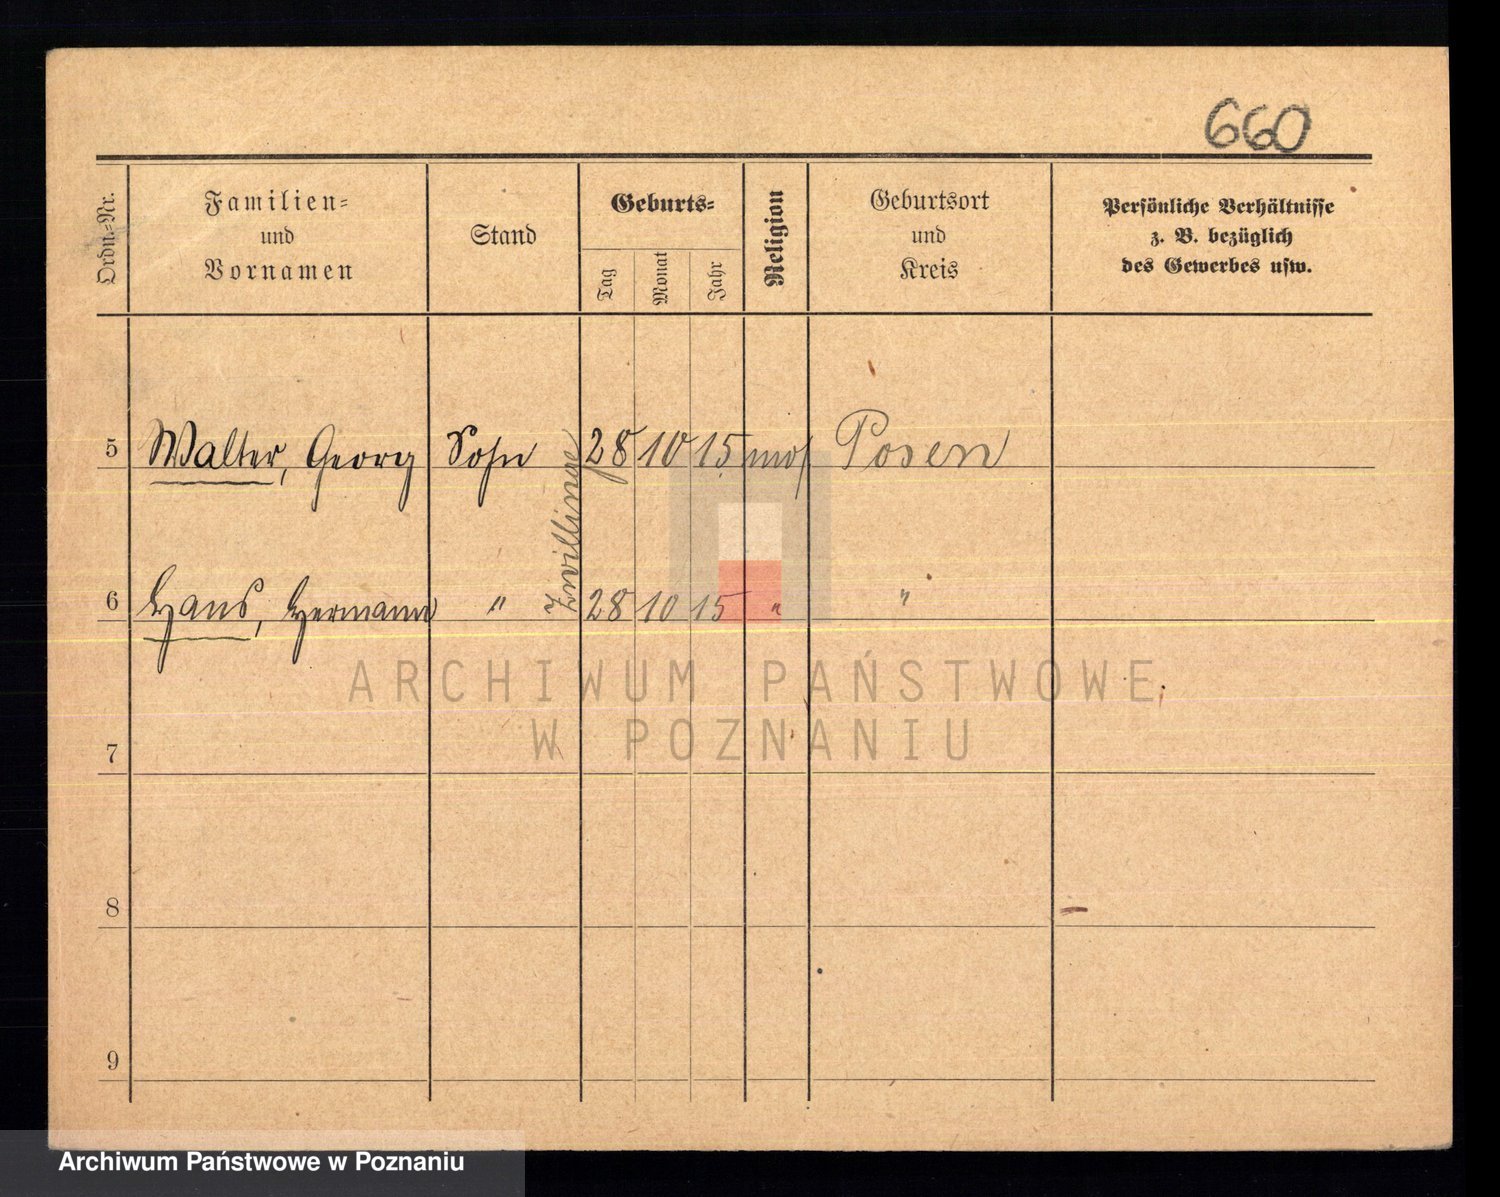 660
Ordn.-Nr.
Familien-
und
Vornamen
Stand
Geburts-
Tag
Monat
Jahr
Religion
Geburtsort
und
Kreis
Persönliche Verhältnisse
z. B. bezüglich
des Gewerbes usw.
5 Walter, Georg Sohn 28 10 15 mos Posen
Zwillinge
6 Hans, Hermann " 28 10 15 " "
7
8
9
ARCHIWUM PAŃSTWOWE
W POZNANIU
Archiwum Państwowe w Poznaniu